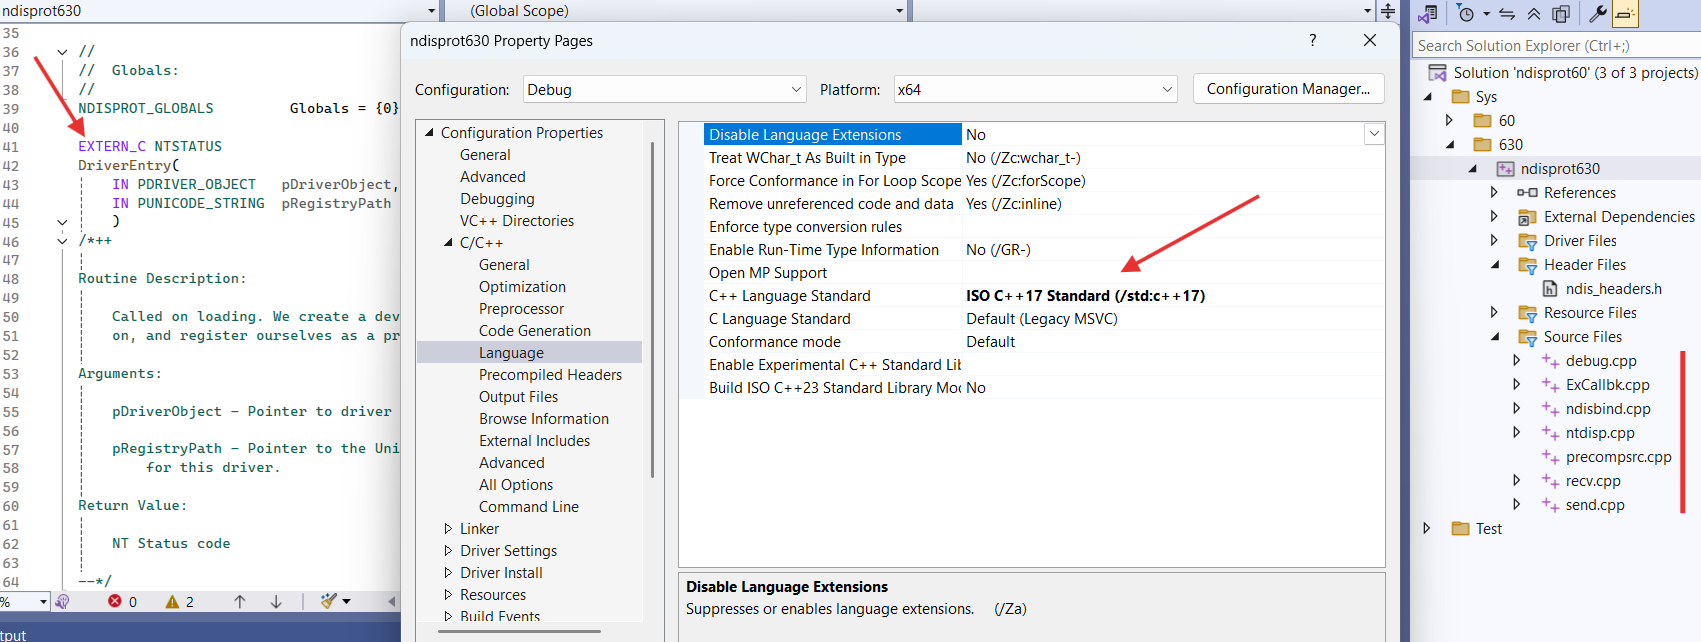 ndisprot630
(Global Scope)
35
36 //
37 // Globals:
38 //
39 NDISPROT_GLOBALS Globals = {0}
40
41 EXTERN_C NTSTATUS
42 DriverEntry(
43 IN PDRIVER_OBJECT pDriverObject,
44 IN PUNICODE_STRING pRegistryPath
45 )
46 /*++
47
48 Routine Description:
49
50 Called on loading. We create a dev
51 on, and register ourselves as a pr
52
53 Arguments:
54
55 pDriverObject - Pointer to driver
56
57 pRegistryPath - Pointer to the Uni
58 for this driver.
59
60 Return Value:
61
62 NT Status code
63
64 --*/
% 0 2
tput
ndisprot630 Property Pages
?
Configuration: Debug Platform: x64 Configuration Manager...
Configuration Properties
General
Advanced
Debugging
VC++ Directories
C/C++
General
Optimization
Preprocessor
Code Generation
Language
Precompiled Headers
Output Files
Browse Information
External Includes
Advanced
All Options
Command Line
Linker
Driver Settings
Driver Install
Resources
Build Events
Disable Language Extensions No
Treat WChar_t As Built in Type No (/Zc:wchar_t-)
Force Conformance in For Loop Scope Yes (/Zc:forScope)
Remove unreferenced code and data Yes (/Zc:inline)
Enforce type conversion rules
Enable Run-Time Type Information No (/GR-)
Open MP Support
C++ Language Standard ISO C++17 Standard (/std:c++17)
C Language Standard Default (Legacy MSVC)
Conformance mode Default
Enable Experimental C++ Standard Lib
Build ISO C++23 Standard Library Mod No
Disable Language Extensions
Suppresses or enables language extensions. (/Za)
Search Solution Explorer (Ctrl+;)
Solution 'ndisprot60' (3 of 3 projects)
Sys
60
630
ndisprot630
References
External Dependencies
Driver Files
Header Files
ndis_headers.h
Resource Files
Source Files
debug.cpp
ExCallbk.cpp
ndisbind.cpp
ntdisp.cpp
precompsrc.cpp
recv.cpp
send.cpp
Test